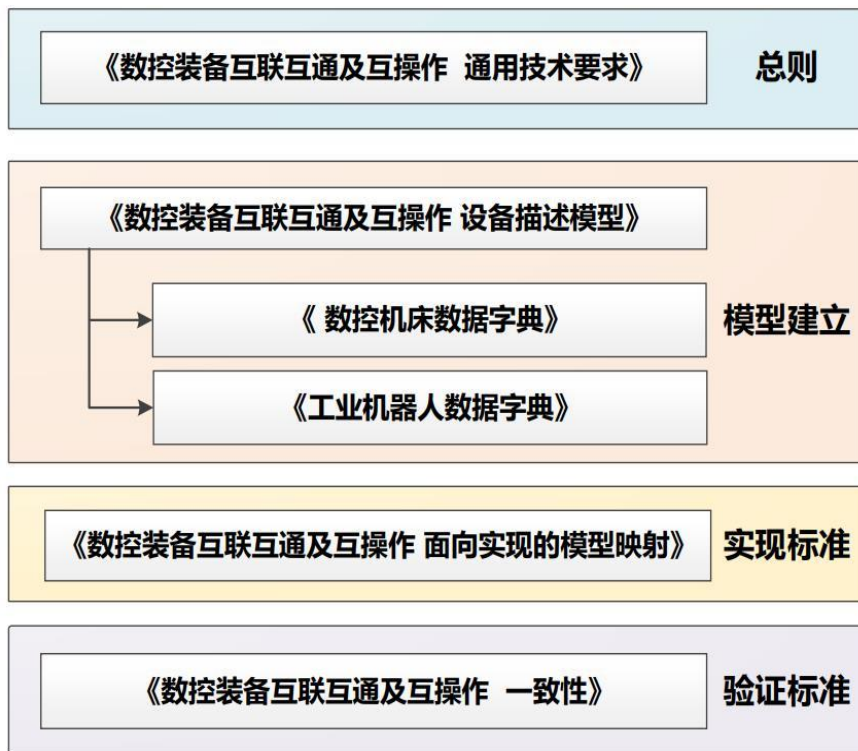 《数控装备互联互通及互操作 通用技术要求》
总则
《数控装备互联互通及互操作 设备描述模型》
《 数控机床数据字典》
模型建立
《工业机器人数据字典》
《数控装备互联互通及互操作 面向实现的模型映射》
实现标准
《数控装备互联互通及互操作 一致性》
验证标准